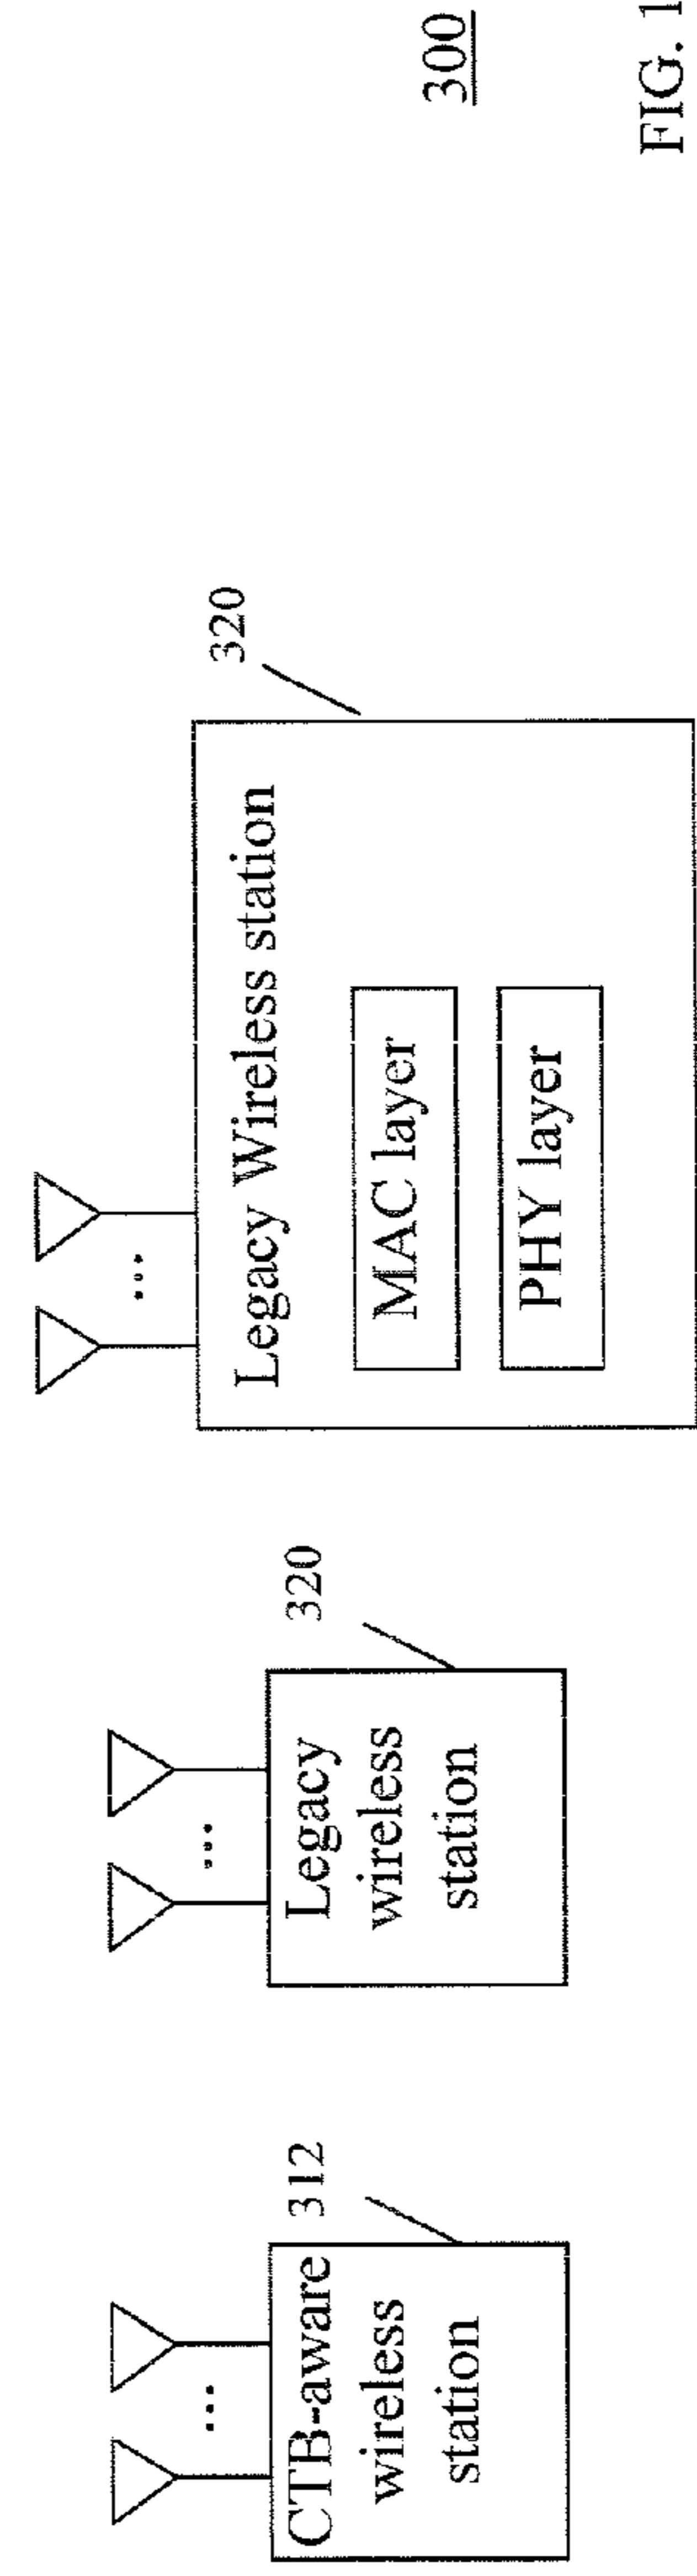 CTB-aware
wireless
station
312
Legacy
wireless
station
320
Legacy Wireless station
MAC layer
PHY layer
320
300
FIG. 1